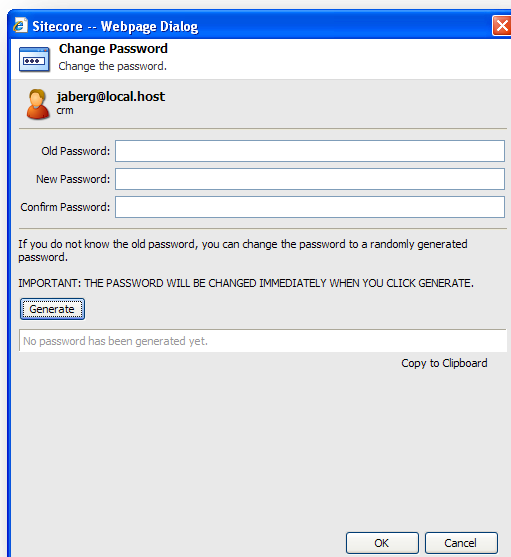 Sitecore -- Webpage Dialog
Change Password
Change the password.
jaberg@local.host
crm
Old Password:
New Password:
Confirm Password:
If you do not know the old password, you can change the password to a randomly generated
password.
IMPORTANT: THE PASSWORD WILL BE CHANGED IMMEDIATELY WHEN YOU CLICK GENERATE.
Generate
No password has been generated yet.
Copy to Clipboard
OK Cancel